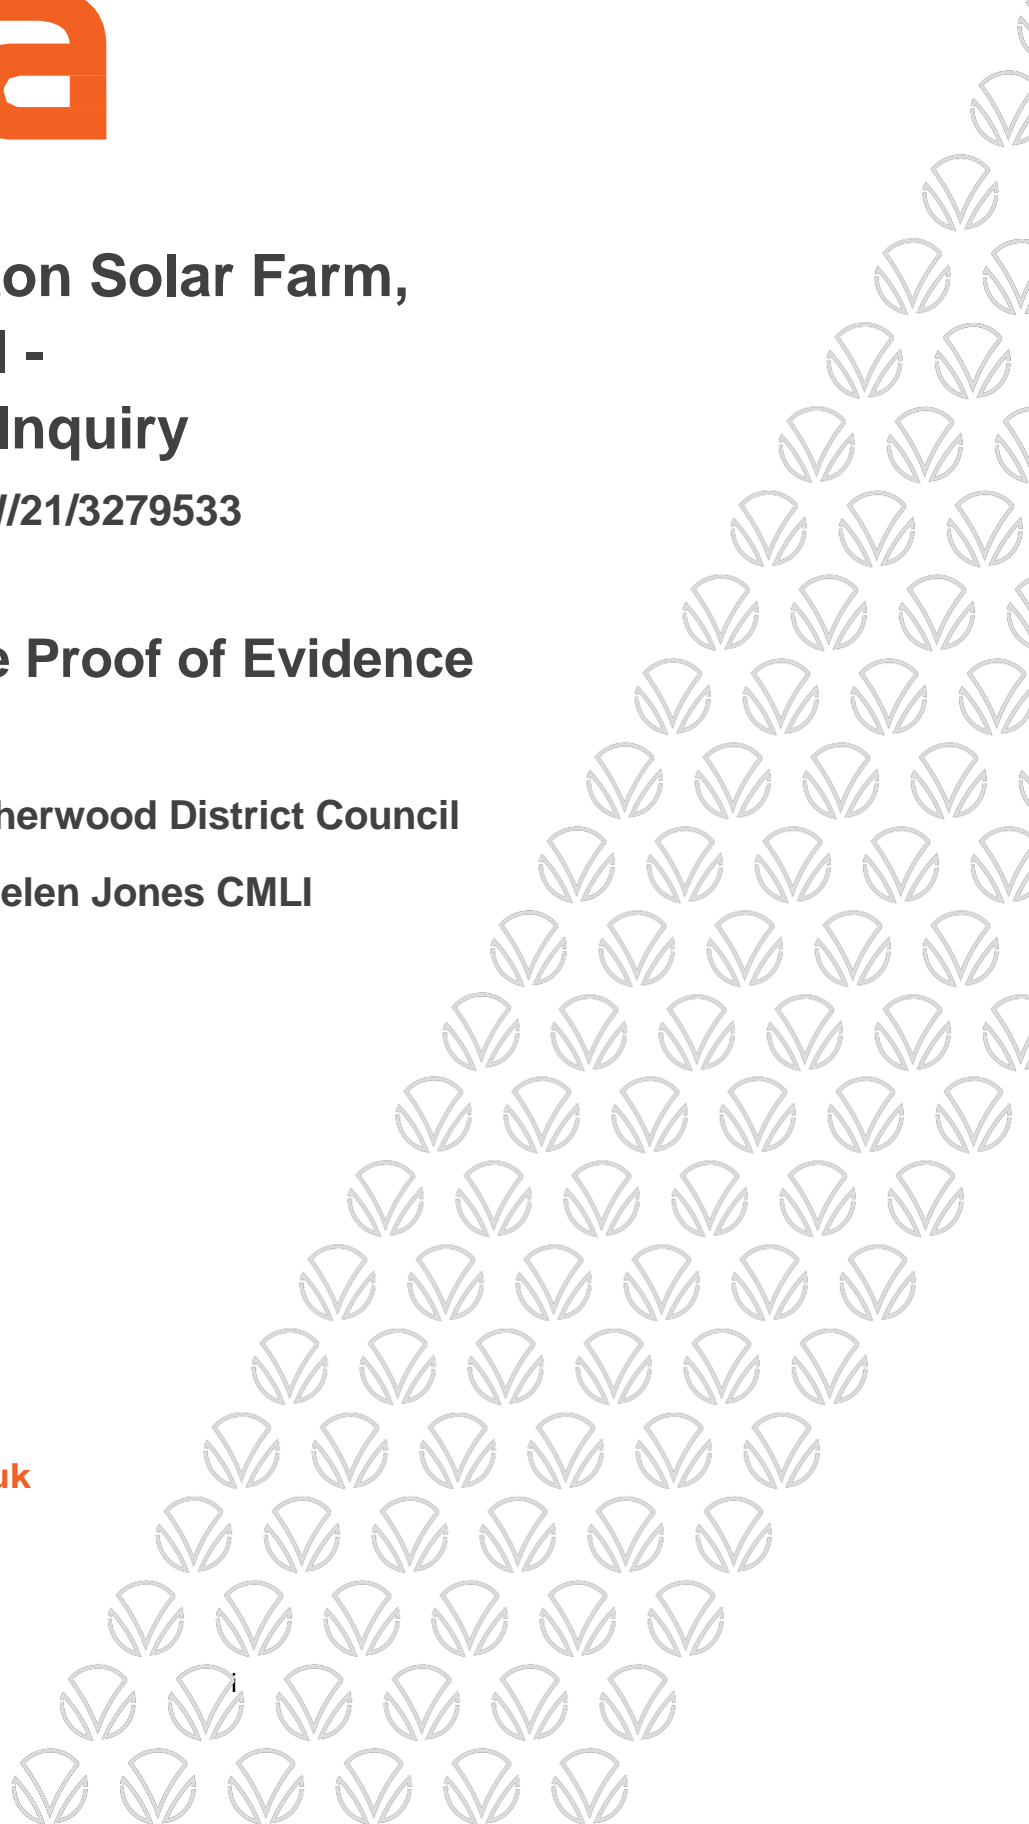 a
on Solar Farm,
-
Inquiry
//21/3279533
Proof of Evidence
herwood District Council
elen Jones CMLI
uk
i